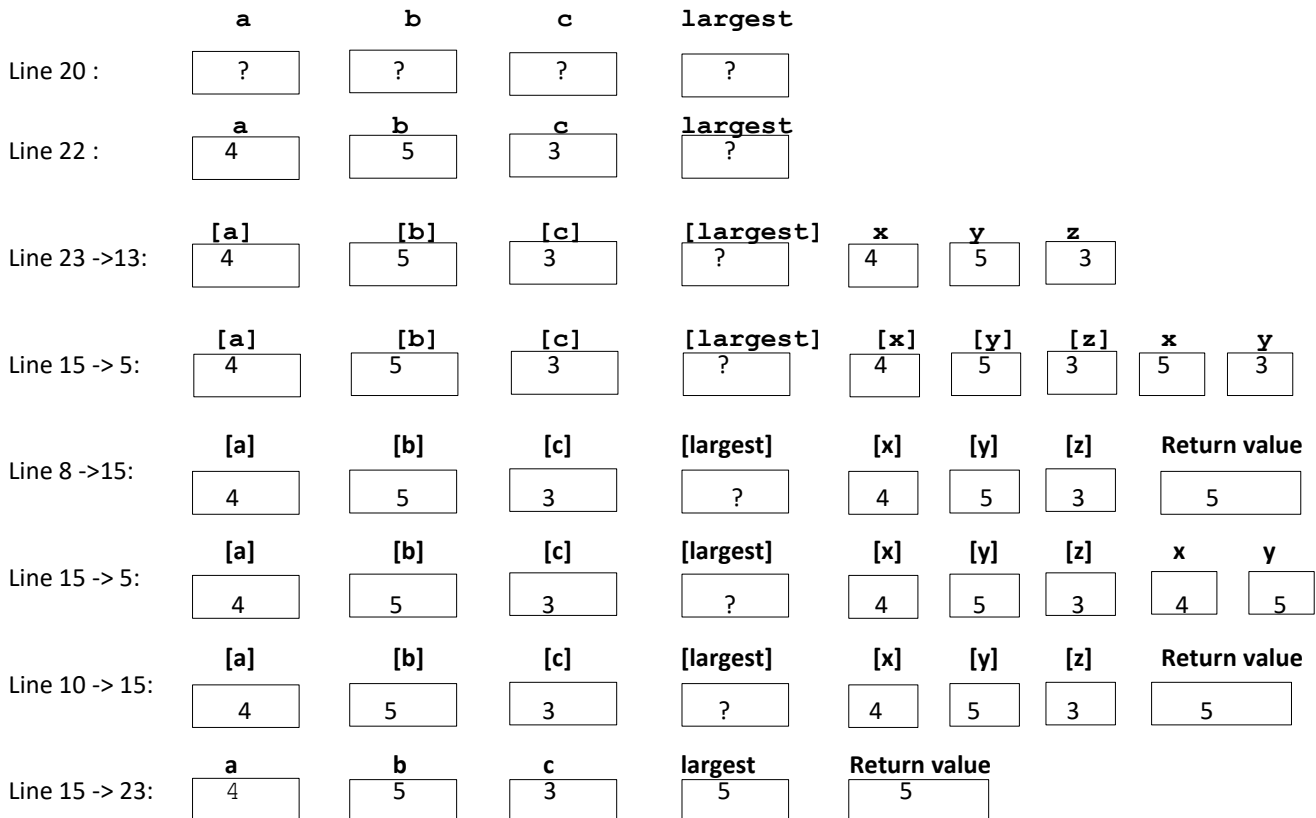 a b c largest
Line 20 : ? ? ? ?
a b c largest
Line 22 : 4 5 3 ?
[a] [b] [c] [largest] x y z
Line 23 ->13: 4 5 3 ? 4 5 3
[a] [b] [c] [largest] [x] [y] [z] x y
Line 15 -> 5: 4 5 3 ? 4 5 3 5 3
[a] [b] [c] [largest] [x] [y] [z] Return value
Line 8 ->15: 4 5 3 ? 4 5 3 5
[a] [b] [c] [largest] [x] [y] [z] x y
Line 15 -> 5: 4 5 3 ? 4 5 3 4 5
[a] [b] [c] [largest] [x] [y] [z] Return value
Line 10 -> 15: 4 5 3 ? 4 5 3 5
a b c largest Return value
Line 15 -> 23: 4 5 3 5 5